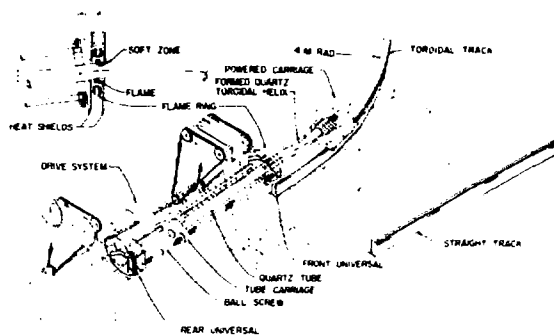 SOFT ZONE
FLAME
FLAME RING
HEAT SHIELDS
4 M RAD
TOROIDAL TRACK
POWERED CARRIAGE
FORMED QUARTZ
TOROIDAL HELIX
DRIVE SYSTEM
STRAIGHT TRACK
FRONT UNIVERSAL
QUARTZ TUBE
TUBE CARRIAGE
BALL SCREW
REAR UNIVERSAL